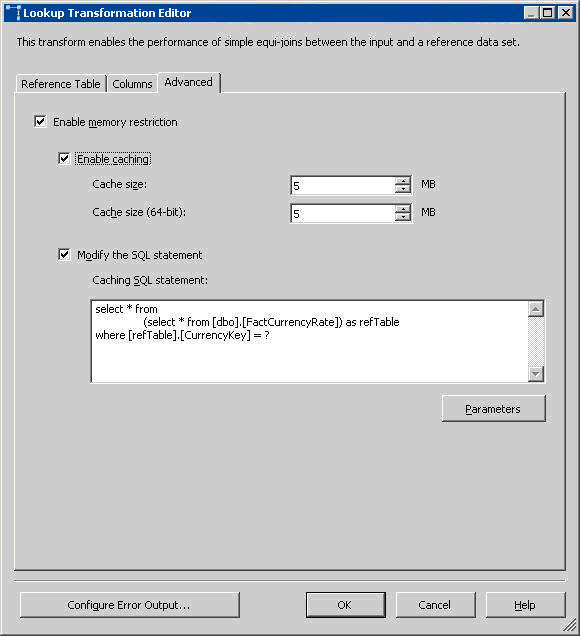 Lookup Transformation Editor
This transform enables the performance of simple equi-joins between the input and a reference data set.
Reference Table Columns Advanced
Enable memory restriction
Enable caching
Cache size: 5 MB
Cache size (64-bit): 5 MB
Modify the SQL statement
Caching SQL statement:
select * from
(select * from [dbo].[FactCurrencyRate]) as refTable
where [refTable].[CurrencyKey] = ?
Parameters
Configure Error Output... OK Cancel Help